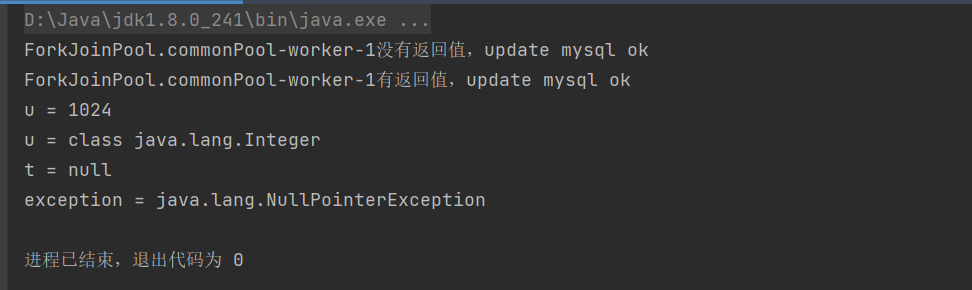 D:\Java\jdk1.8.0_241\bin\java.exe ...
ForkJoinPool.commonPool-worker-1没有返回值，update mysql ok
ForkJoinPool.commonPool-worker-1有返回值，update mysql ok
u = 1024
u = class java.lang.Integer
t = null
exception = java.lang.NullPointerException
进程已结束，退出代码为 0